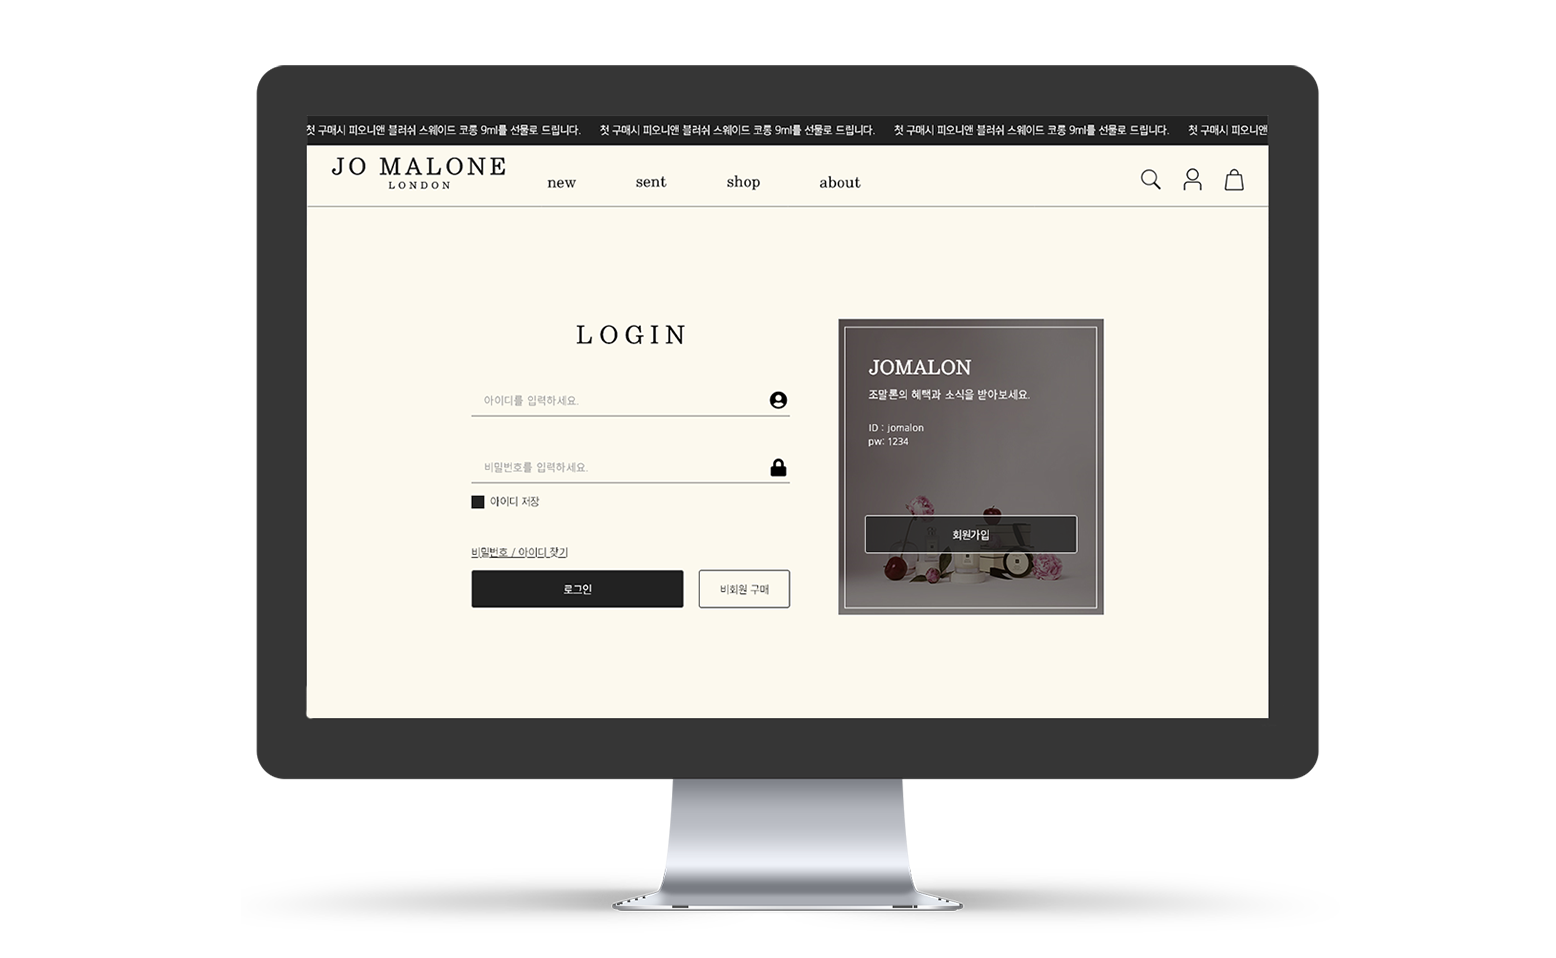 첫 구매시 피오니앤 블러쉬 스웨이드 코롱 9ml를 선물로 드립니다. 첫 구매시 피오니앤 블러쉬 스웨이드 코롱 9ml를 선물로 드립니다. 첫 구매시 피오니앤 블러쉬 스웨이드 코롱 9ml를 선물로 드립니다. 첫 구매시 피오니앤
JO MALONE
LONDON
new sent shop about
LOGIN
아이디를 입력하세요.
비밀번호를 입력하세요.
아이디 저장
비밀번호 / 아이디 찾기
로그인
비회원 구매
JOMALON
조말론의 혜택과 소식을 받아보세요.
ID : jomalon
pw: 1234
회원가입